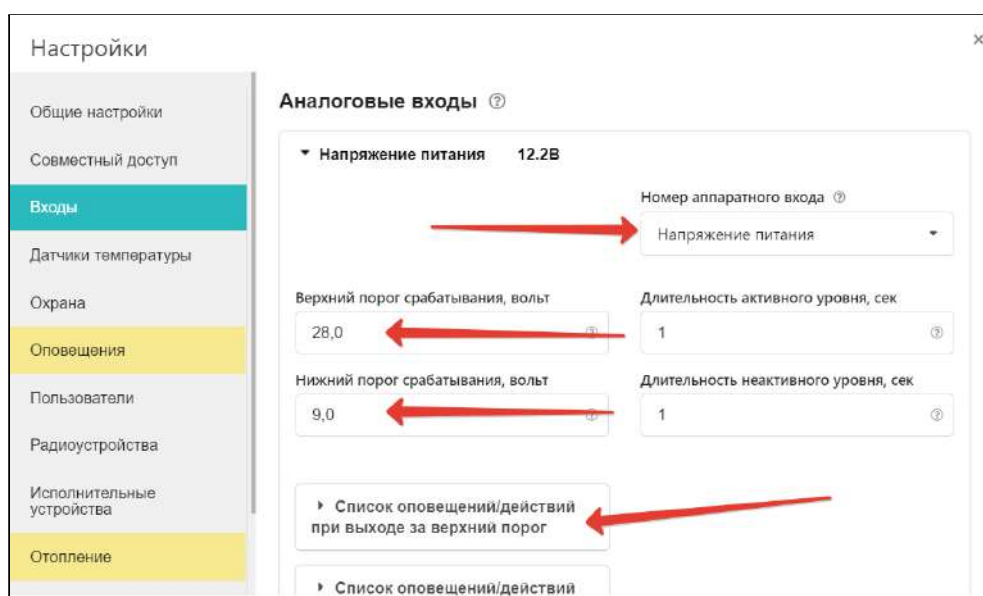 Настройки
×
Общие настройки
Совместный доступ
Входы
Датчики температуры
Охрана
Оповещения
Пользователи
Радиоустройства
Исполнительные
устройства
Отопление
Аналоговые входы ?
Напряжение питания 12.2В
Номер аппаратного входа ?
Напряжение питания
Верхний порог срабатывания, вольт
28,0 ?
Длительность активного уровня, сек
1 ?
Нижний порог срабатывания, вольт
9,0 ?
Длительность неактивного уровня, сек
1 ?
Список оповещений/действий
при выходе за верхний порог
Список оповещений/действий